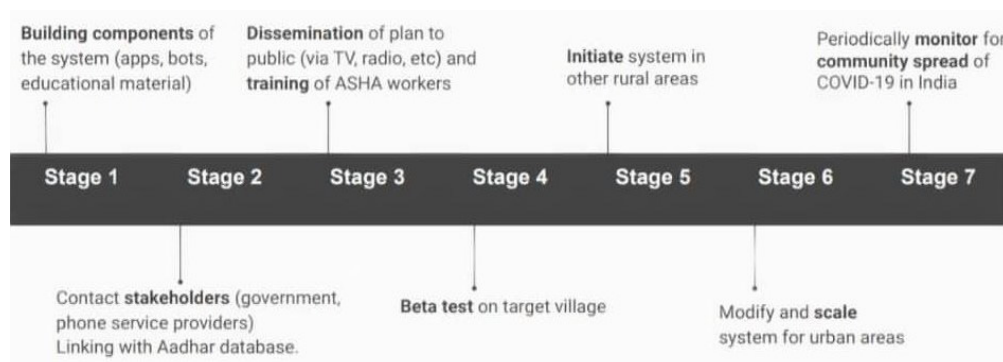 Building components of
the system (apps, bots,
educational material)
Dissemination of plan to
public (via TV, radio, etc) and
training of ASHA workers
Initiate system in
other rural areas
Periodically monitor for
community spread of
COVID-19 in India
Stage 1
Stage 2
Stage 3
Stage 4
Stage 5
Stage 6
Stage 7
Contact stakeholders (government,
phone service providers)
Linking with Aadhar database.
Beta test on target village
Modify and scale
system for urban areas